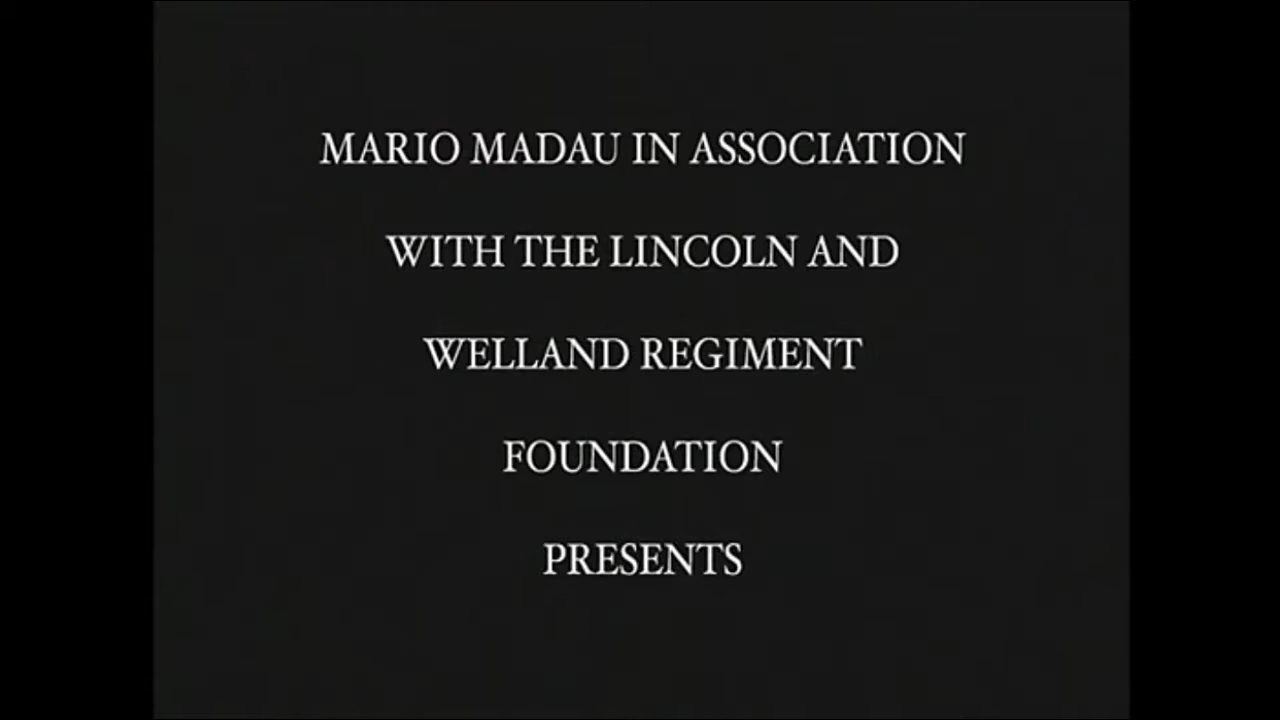 MARIO MADAU IN ASSOCIATION
WITH THE LINCOLN AND
WELLAND REGIMENT
FOUNDATION
PRESENTS